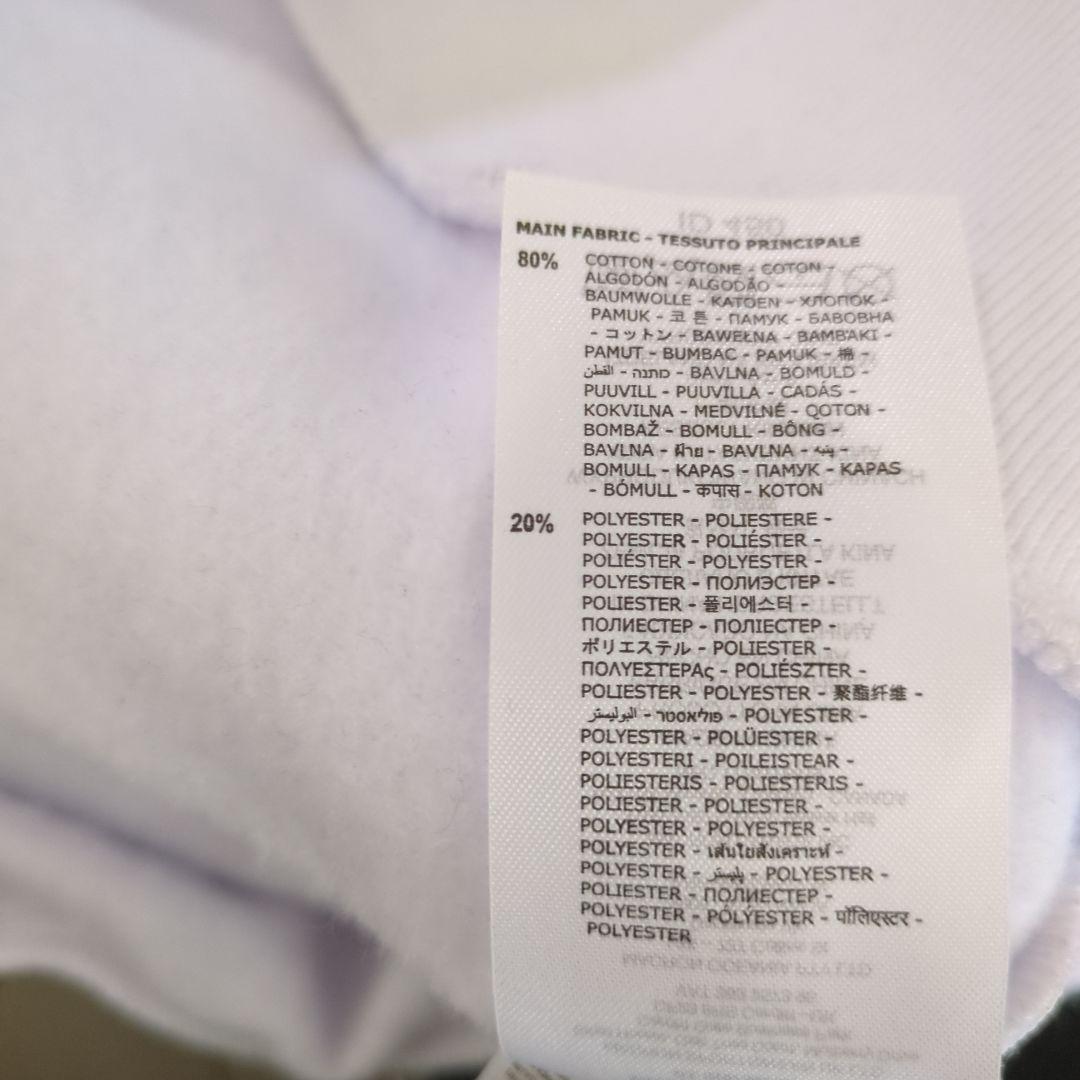 MAIN FABRIC - TESSUTO PRINCIPALE
80% COTTON - COTONE - COTON -
ALGODÓN - ALGODÃO -
BAUMWOLLE - KATOEN - ХЛОПОК -
PAMUK - 코 튼 - ПАМУК - БАВОВНА
- コットン - BAWEŁNA - BAMBAKI -
PAMUT - BUMBAC - PAMUK - 棉 -
القطن - כותנה - BAVLNA - BOMULD -
PUUVILL - PUUVILLA - CADÁS -
KOKVILNA - MEDVILNÉ - QOTON -
BOMBAŽ - BOMULL - BÔNG -
BAVLNA - ฝ้าย - BAVLNA - پنبه -
BOMULL - KAPAS - ПАМУК - KAPAS
- BÓMULL - कपास - KOTON
20% POLYESTER - POLIESTERE -
POLYESTER - POLIÉSTER -
POLIÉSTER - POLYESTER -
POLYESTER - ПОЛИЭСТЕР -
POLIESTER - 폴리에스터 -
ПОЛИЕСТЕР - ПОЛІЕСТЕР -
ポリエステル - POLIESTER -
ΠΟΛΥΕΣΤΕΡΑς - POLIÉSZTER -
POLIESTER - POLYESTER - 聚酯纤维 -
البوليستر - פוליאסטר - POLYESTER -
POLYESTER - POLÜESTER -
POLYESTERI - POILEISTEAR -
POLIESTERIS - POLIESTERIS -
POLIESTER - POLIESTER -
POLYESTER - POLYESTER -
POLYESTER - เส้นใยสังเคราะห์ -
POLYESTER - پلیستر - POLYESTER -
POLIESTER - ПОЛИЕСТЕР -
POLYESTER - PÓLÝESTER - पॉलिएस्टर -
POLYESTER